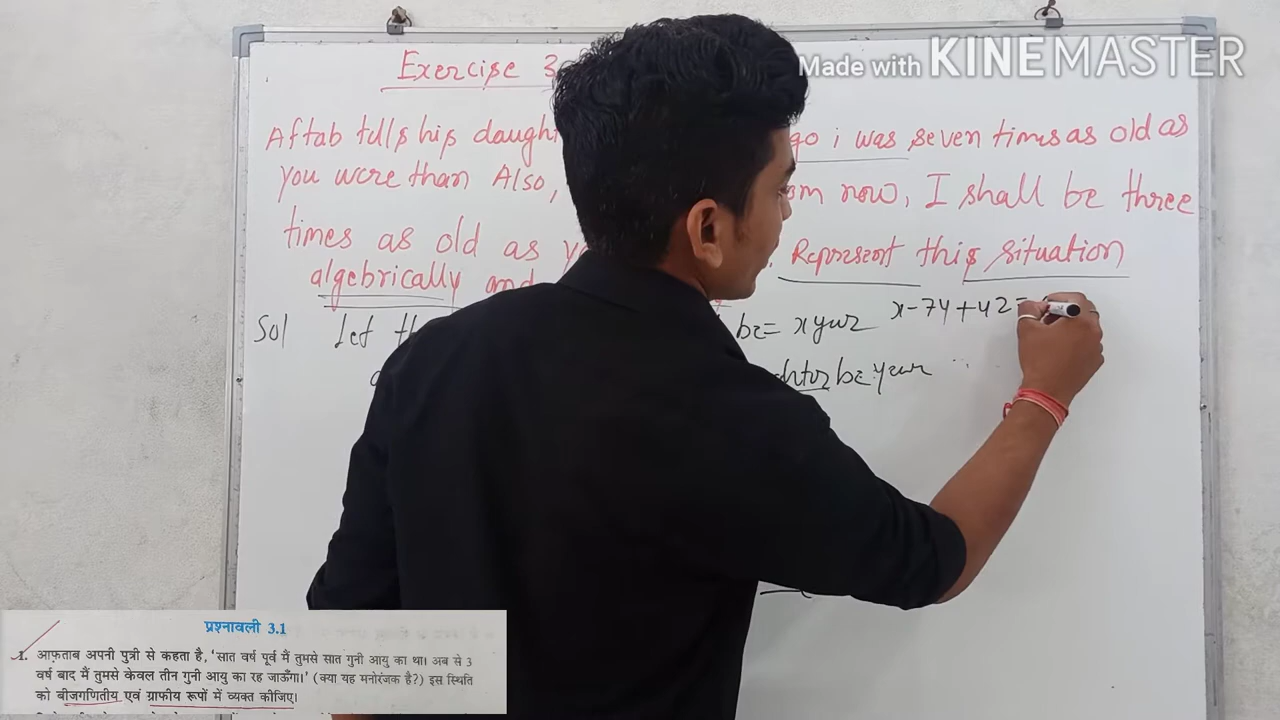 Made with KINEMASTER
Exercise 3
Aftab tells his daught go i was seven times as old as
you were than Also, om now, I shall be three
times as old as y Represent this situation
algebrically and
Sol Let th be = x year x-7y+42=
be y year
प्रश्नावली 3.1
1. आफ़ताब अपनी पुत्री से कहता है, 'सात वर्ष पूर्व मैं तुमसे सात गुनी आयु का था। अब से 3
वर्ष बाद मैं तुमसे केवल तीन गुनी आयु का रह जाऊँगा।' (क्या यह मनोरंजक है?) इस स्थिति
को बीजगणितीय एवं ग्राफीय रूपों में व्यक्त कीजिए।